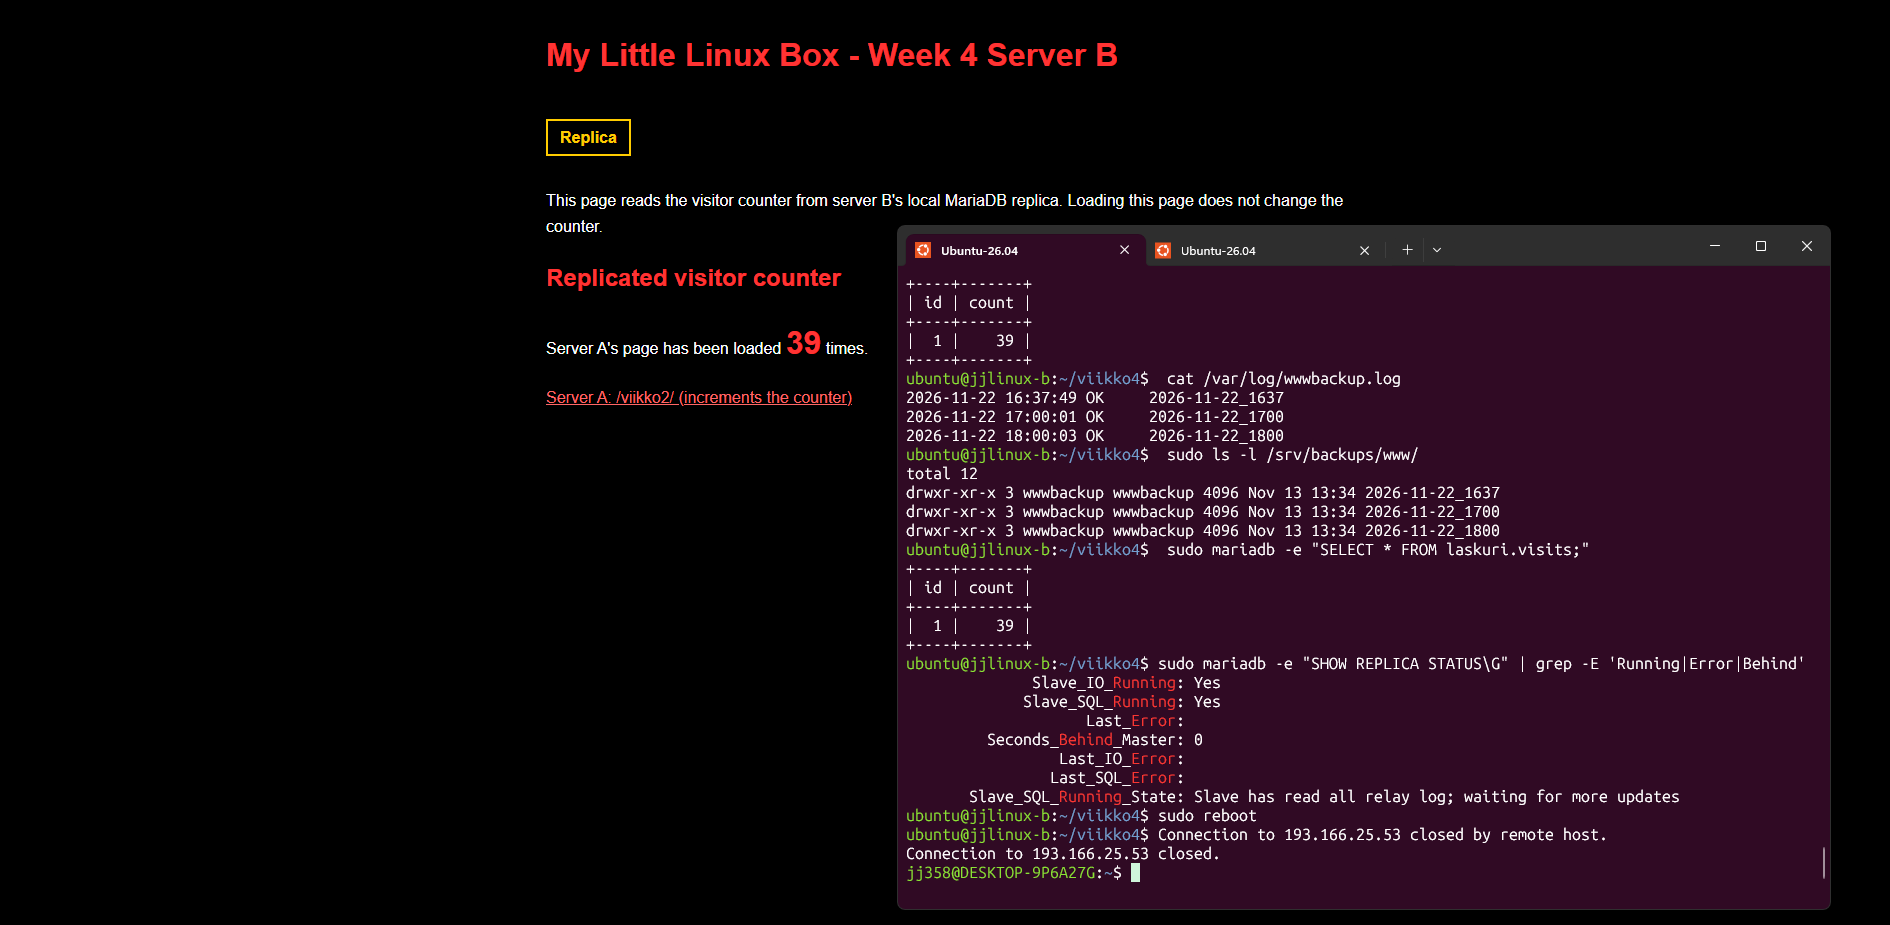 My Little Linux Box - Week 4 Server B
Replica
This page reads the visitor counter from server B's local MariaDB replica. Loading this page does not change the
counter.
Replicated visitor counter
Server A's page has been loaded 39 times.
Server A: /viikko2/ (increments the counter)
Ubuntu-26.04
Ubuntu-26.04
+----+-------+
| id | count |
+----+-------+
|  1 |    39 |
+----+-------+
ubuntu@jjlinux-b:~/viikko4$  cat /var/log/wwwbackup.log
2026-11-22 16:37:49 OK     2026-11-22_1637
2026-11-22 17:00:01 OK     2026-11-22_1700
2026-11-22 18:00:03 OK     2026-11-22_1800
ubuntu@jjlinux-b:~/viikko4$  sudo ls -l /srv/backups/www/
total 12
drwxr-xr-x 3 wwwbackup wwwbackup 4096 Nov 13 13:34 2026-11-22_1637
drwxr-xr-x 3 wwwbackup wwwbackup 4096 Nov 13 13:34 2026-11-22_1700
drwxr-xr-x 3 wwwbackup wwwbackup 4096 Nov 13 13:34 2026-11-22_1800
ubuntu@jjlinux-b:~/viikko4$  sudo mariadb -e "SELECT * FROM laskuri.visits;"
+----+-------+
| id | count |
+----+-------+
|  1 |    39 |
+----+-------+
ubuntu@jjlinux-b:~/viikko4$ sudo mariadb -e "SHOW REPLICA STATUS\G" | grep -E 'Running|Error|Behind'
Slave_IO_Running: Yes
Slave_SQL_Running: Yes
Last_Error:
Seconds_Behind_Master: 0
Last_IO_Error:
Last_SQL_Error:
Slave_SQL_Running_State: Slave has read all relay log; waiting for more updates
ubuntu@jjlinux-b:~/viikko4$ sudo reboot
ubuntu@jjlinux-b:~/viikko4$ Connection to 193.166.25.53 closed by remote host.
Connection to 193.166.25.53 closed.
jj358@DESKTOP-9P6A27G:~$